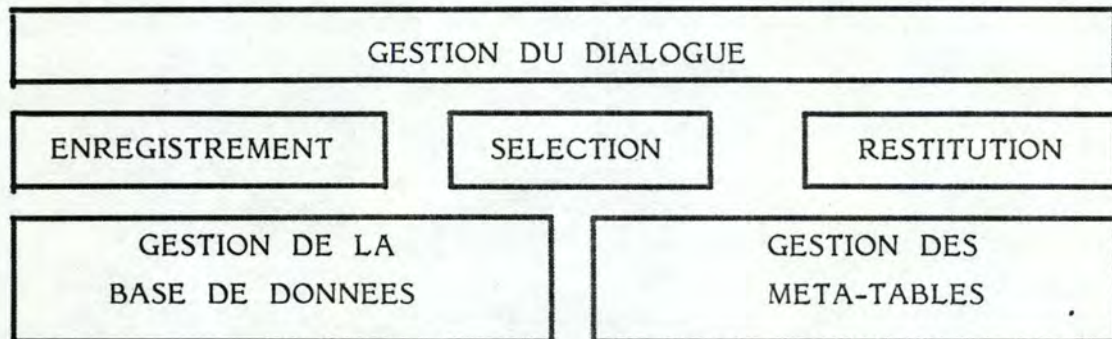 GESTION DU DIALOGUE
ENREGISTREMENT
SELECTION
RESTITUTION
GESTION DE LA
BASE DE DONNEES
GESTION DES
META-TABLES